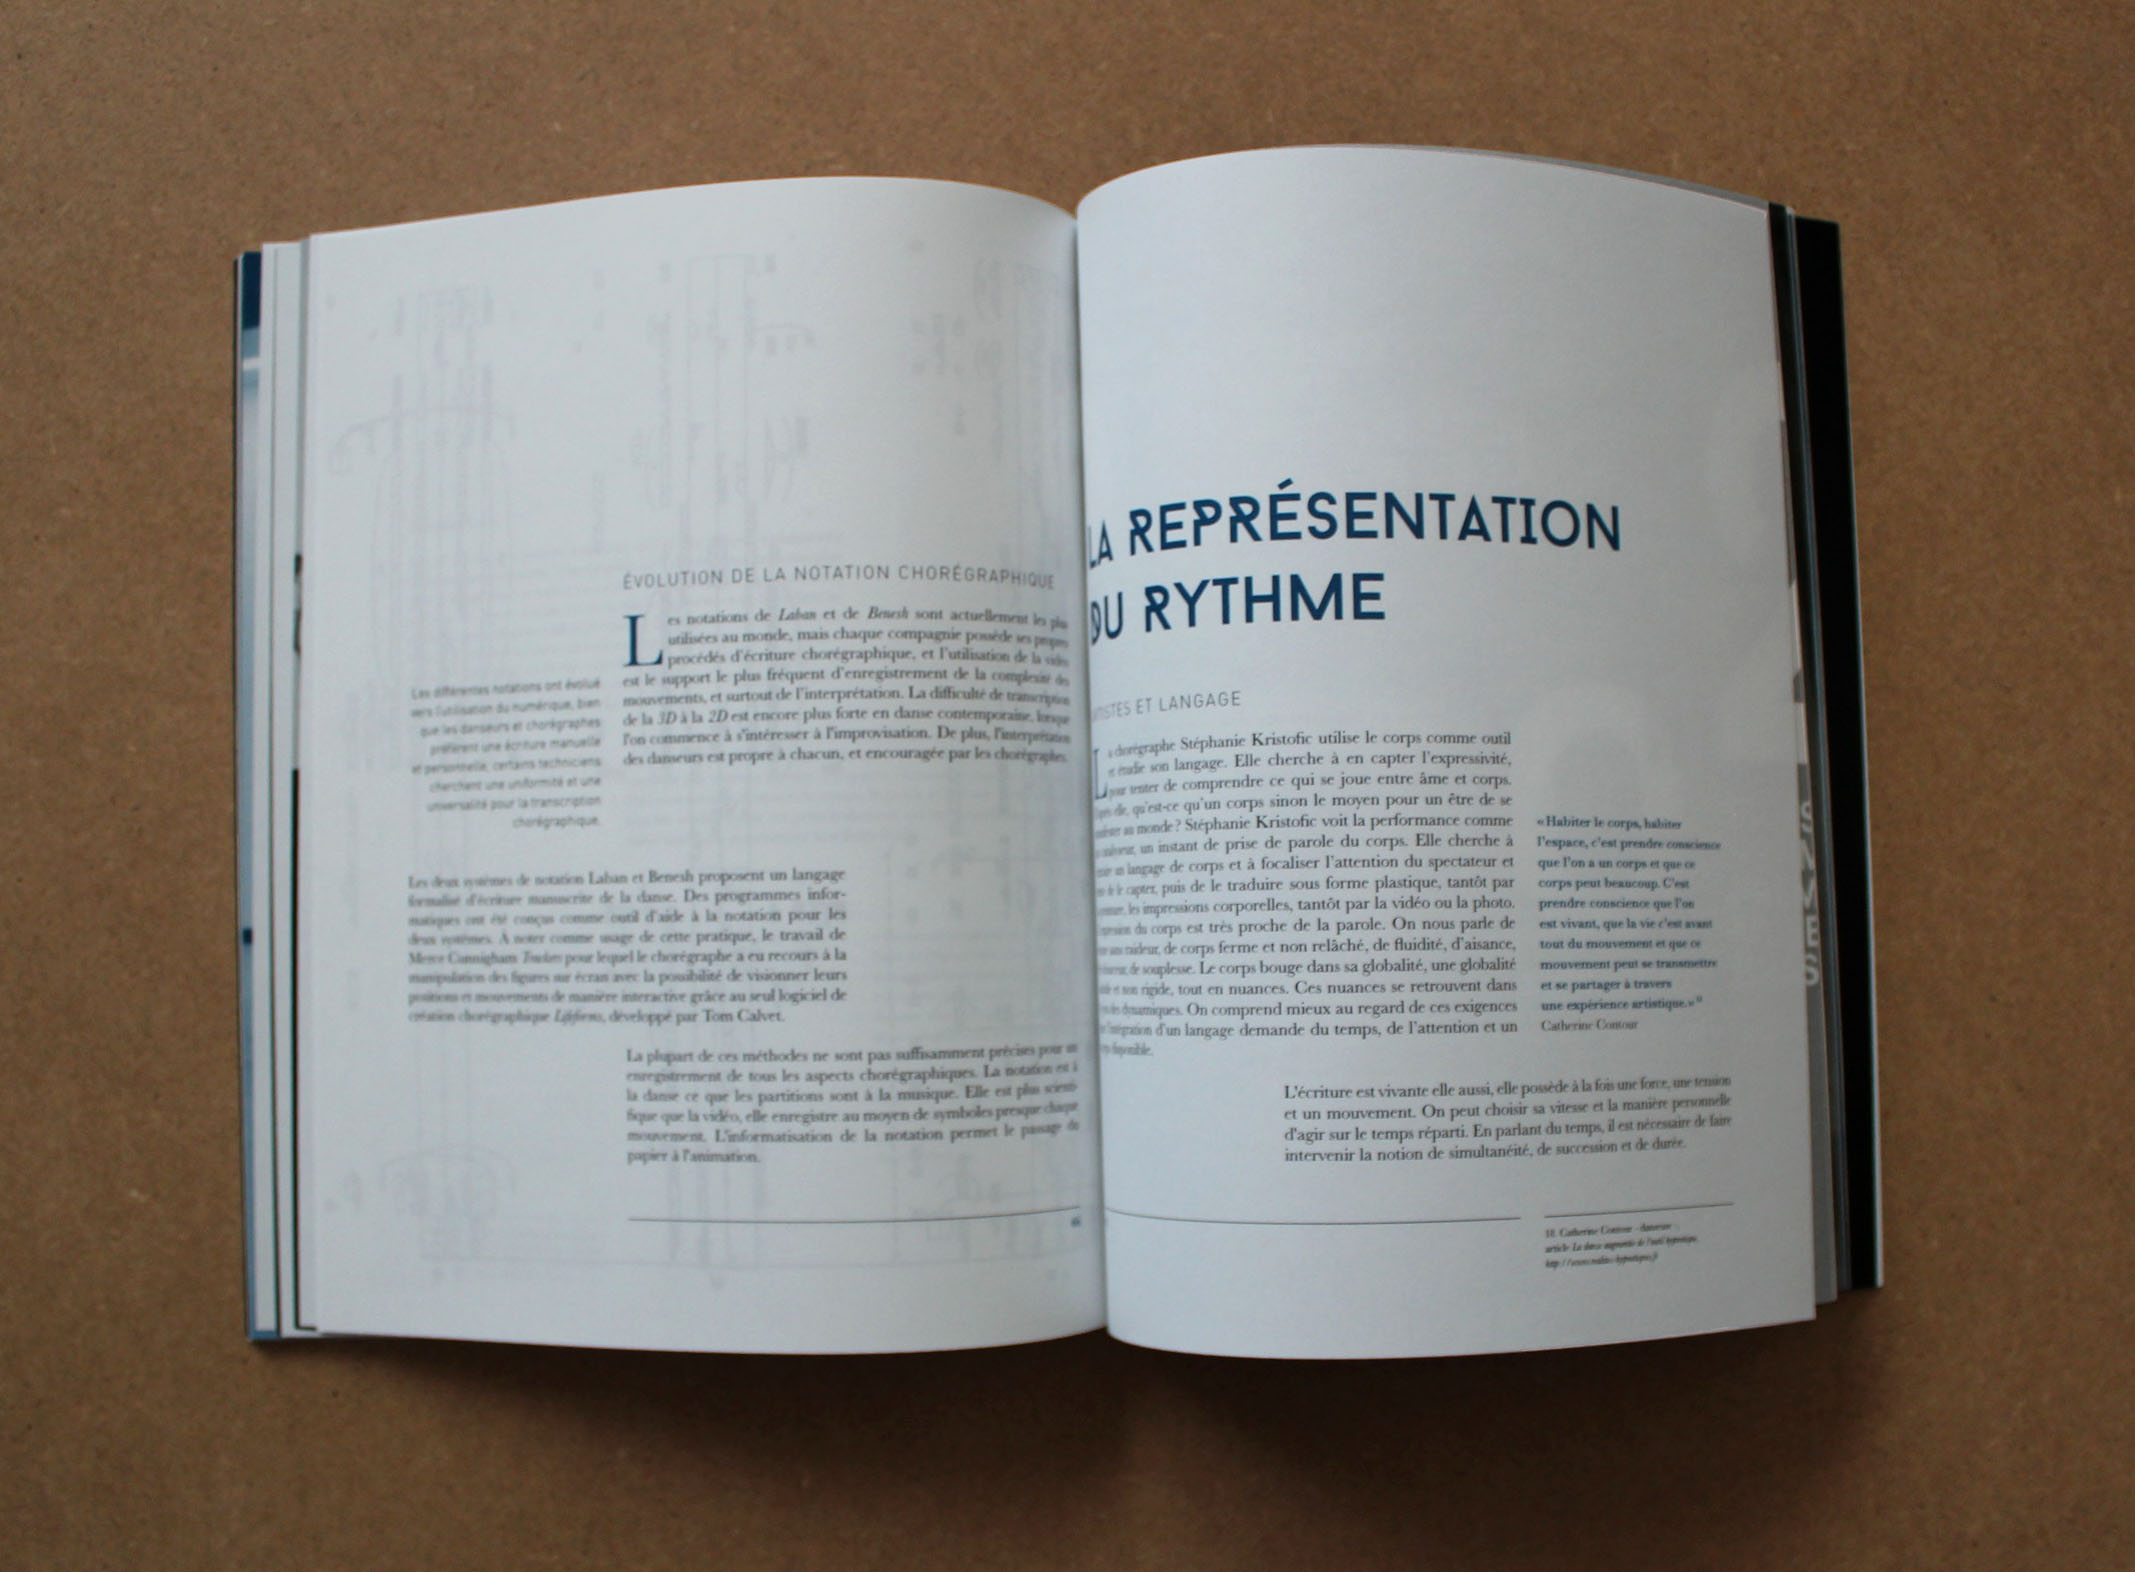 ÉVOLUTION DE LA NOTATION CHORÉGRAPHIQUE
Les notations de Laban et de Benesh sont actuellement les plus
utilisées au monde, mais chaque compagnie possède ses propres
procédés d'écriture chorégraphique, et l'utilisation de la vidéo
est le support le plus fréquent d'enregistrement de la complexité des
mouvements, et surtout de l'interprétation. La difficulté de transcription
de la 3D à la 2D est encore plus forte en danse contemporaine, lorsque
l'on commence à s'intéresser à l'improvisation. De plus, l'interprétation
des danseurs est propre à chacun, et encouragée par les chorégraphes.
Les différentes notations ont évolué
vers l'utilisation du numérique, bien
que les danseurs et chorégraphes
préfèrent une écriture manuelle
et personnelle, certains techniciens
cherchent une uniformité et une
universalité pour la transcription
chorégraphique.
Les deux systèmes de notation Laban et Benesh proposent un langage
formalisé d'écriture manuscrite de la danse. Des programmes infor-
matiques ont été conçus comme outil d'aide à la notation pour les
deux systèmes. À noter comme usage de cette pratique, le travail de
Merce Cunnigham Trackers pour lequel le chorégraphe a eu recours à la
manipulation des figures sur écran avec la possibilité de visionner leurs
positions et mouvements de manière interactive grâce au seul logiciel de
création chorégraphique Lifeforms, développé par Tom Calvet.
La plupart de ces méthodes ne sont pas suffisamment précises pour un
enregistrement de tous les aspects chorégraphiques. La notation est à
la danse ce que les partitions sont à la musique. Elle est plus scienti-
fique que la vidéo, elle enregistre au moyen de symboles presque chaque
mouvement. L'informatisation de la notation permet le passage du
papier à l'animation.
LA REPRÉSENTATION
DU RYTHME
ARTISTES ET LANGAGE
La chorégraphe Stéphanie Kristofic utilise le corps comme outil
et étudie son langage. Elle cherche à en capter l'expressivité,
pour tenter de comprendre ce qui se joue entre âme et corps.
D'après elle, qu'est-ce qu'un corps sinon le moyen pour un être de se
au monde ? Stéphanie Kristofic voit la performance comme
un instant de prise de parole du corps. Elle cherche à
un langage de corps et à focaliser l'attention du spectateur et
de le capter, puis de le traduire sous forme plastique, tantôt par
les impressions corporelles, tantôt par la vidéo ou la photo.
du corps est très proche de la parole. On nous parle de
raideur, de corps ferme et non relâché, de fluidité, d'aisance,
de souplesse. Le corps bouge dans sa globalité, une globalité
et non rigide, tout en nuances. Ces nuances se retrouvent dans
dynamiques. On comprend mieux au regard de ces exigences
l'intégration d'un langage demande du temps, de l'attention et un
disponible.
« Habiter le corps, habiter
l'espace, c'est prendre conscience
que l'on a un corps et que ce
corps peut beaucoup. C'est
prendre conscience que l'on
est vivant, que la vie c'est avant
tout du mouvement et que ce
mouvement peut se transmettre
et se partager à travers
une expérience artistique. » 18
Catherine Contour
L'écriture est vivante elle aussi, elle possède à la fois une force, une tension
et un mouvement. On peut choisir sa vitesse et la manière personnelle
d'agir sur le temps réparti. En parlant du temps, il est nécessaire de faire
intervenir la notion de simultanéité, de succession et de durée.
18. Catherine Contour - danseuse -,
article La danse augmentée de l'outil hypnotique,